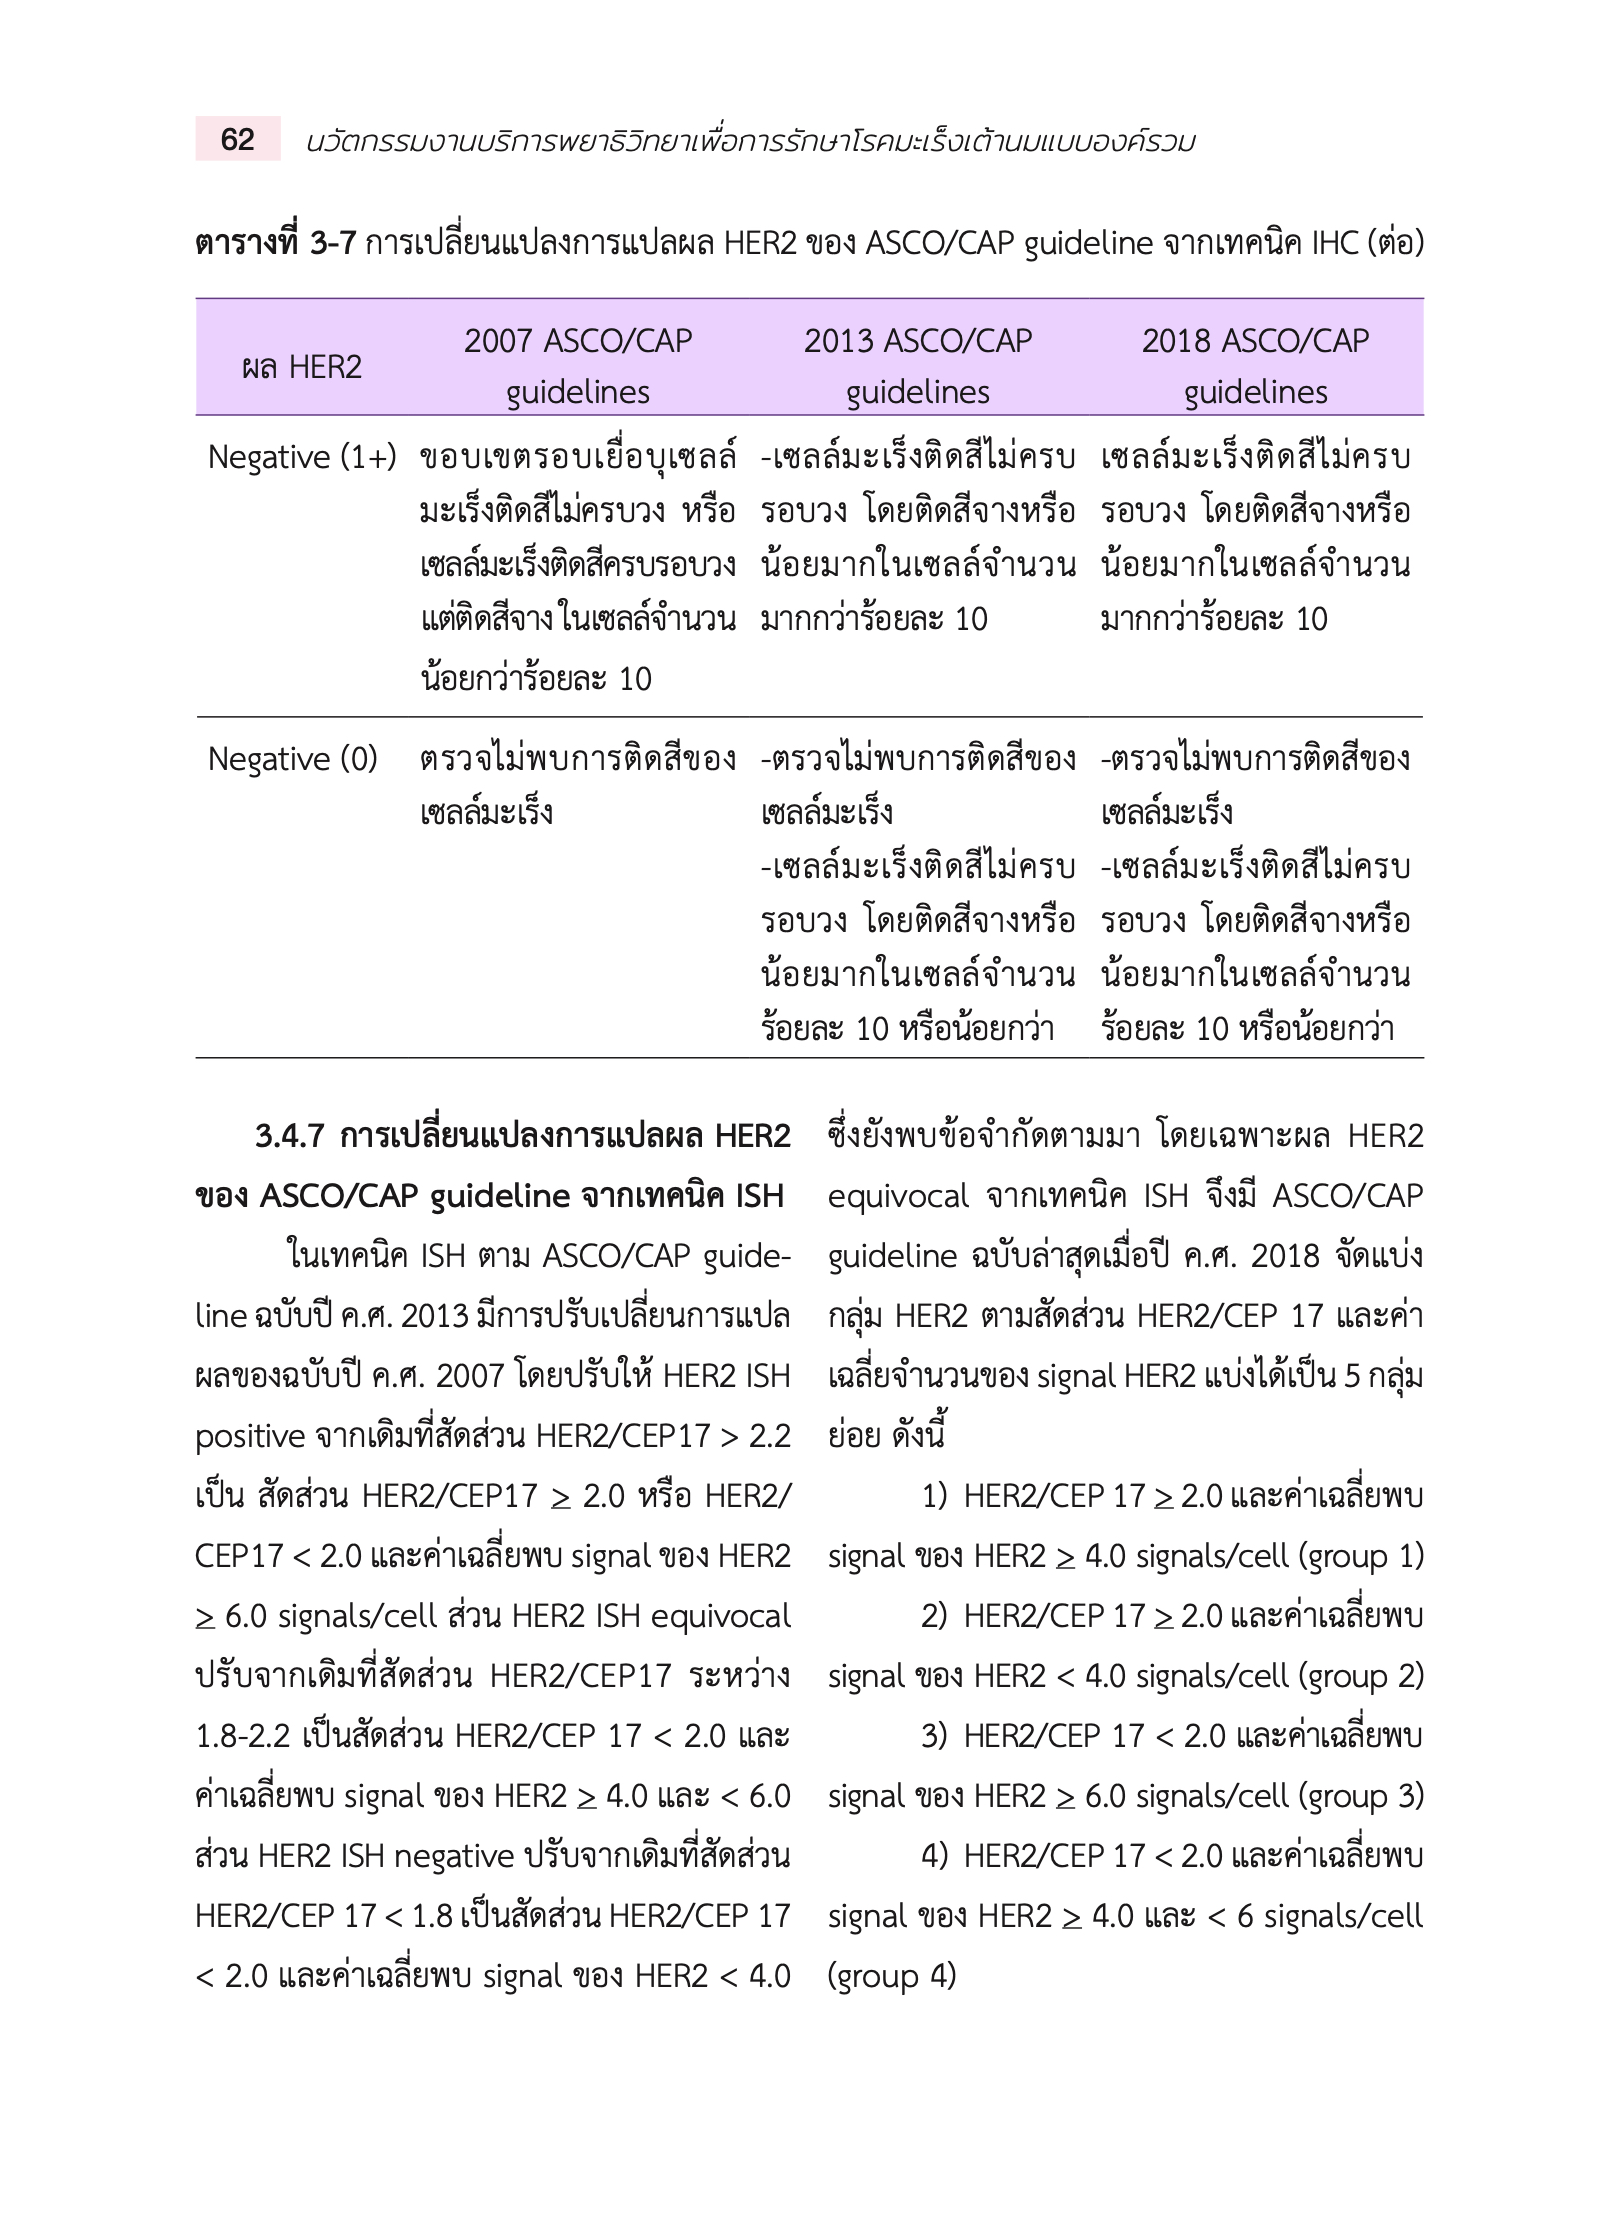 62 นวัตกรรมงานบริการพยาธิวิทยาเพื่อการรักษาโรคมะเร็งเต้านมแบบองค์รวม
ตารางที่ 3-7 การเปลี่ยนแปลงการแปลผล HER2 ของ ASCO/CAP guideline จากเทคนิค IHC (ต่อ)
ผล HER2
2007 ASCO/CAP
guidelines
2013 ASCO/CAP
guidelines
2018 ASCO/CAP
guidelines
Negative (1+)
ขอบเขตรอบเยื่อบุเซลล์
มะเร็งติดสีไม่ครบวง หรือ
เซลล์มะเร็งติดสีครบรอบวง
แต่ติดสีจาง ในเซลล์จำนวน
น้อยกว่าร้อยละ 10
-เซลล์มะเร็งติดสีไม่ครบ
รอบวง โดยติดสีจางหรือ
น้อยมากในเซลล์จำนวน
มากกว่าร้อยละ 10
เซลล์มะเร็งติดสีไม่ครบ
รอบวง โดยติดสีจางหรือ
น้อยมากในเซลล์จำนวน
มากกว่าร้อยละ 10
Negative (0)
ตรวจไม่พบการติดสีของ
เซลล์มะเร็ง
-ตรวจไม่พบการติดสีของ
เซลล์มะเร็ง
-เซลล์มะเร็งติดสีไม่ครบ
รอบวง โดยติดสีจางหรือ
น้อยมากในเซลล์จำนวน
ร้อยละ 10 หรือน้อยกว่า
-ตรวจไม่พบการติดสีของ
เซลล์มะเร็ง
-เซลล์มะเร็งติดสีไม่ครบ
รอบวง โดยติดสีจางหรือ
น้อยมากในเซลล์จำนวน
ร้อยละ 10 หรือน้อยกว่า
3.4.7 การเปลี่ยนแปลงการแปลผล HER2
ของ ASCO/CAP guideline จากเทคนิค ISH
ในเทคนิค ISH ตาม ASCO/CAP guide-
line ฉบับปี ค.ศ. 2013 มีการปรับเปลี่ยนการแปล
ผลของฉบับปี ค.ศ. 2007 โดยปรับให้ HER2 ISH
positive จากเดิมที่สัดส่วน HER2/CEP17 > 2.2
เป็น สัดส่วน HER2/CEP17 ≥ 2.0 หรือ HER2/
CEP17 < 2.0 และค่าเฉลี่ยพบ signal ของ HER2
≥ 6.0 signals/cell ส่วน HER2 ISH equivocal
ปรับจากเดิมที่สัดส่วน HER2/CEP17 ระหว่าง
1.8-2.2 เป็นสัดส่วน HER2/CEP 17 < 2.0 และ
ค่าเฉลี่ยพบ signal ของ HER2 ≥ 4.0 และ < 6.0
ส่วน HER2 ISH negative ปรับจากเดิมที่สัดส่วน
HER2/CEP 17 < 1.8 เป็นสัดส่วน HER2/CEP 17
< 2.0 และค่าเฉลี่ยพบ signal ของ HER2 < 4.0
ซึ่งยังพบข้อจำกัดตามมา โดยเฉพาะผล HER2
equivocal จากเทคนิค ISH จึงมี ASCO/CAP
guideline ฉบับล่าสุดเมื่อปี ค.ศ. 2018 จัดแบ่ง
กลุ่ม HER2 ตามสัดส่วน HER2/CEP 17 และค่า
เฉลี่ยจำนวนของ signal HER2 แบ่งได้เป็น 5 กลุ่ม
ย่อย ดังนี้
1) HER2/CEP 17 ≥ 2.0 และค่าเฉลี่ยพบ
signal ของ HER2 ≥ 4.0 signals/cell (group 1)
2) HER2/CEP 17 ≥ 2.0 และค่าเฉลี่ยพบ
signal ของ HER2 < 4.0 signals/cell (group 2)
3) HER2/CEP 17 < 2.0 และค่าเฉลี่ยพบ
signal ของ HER2 ≥ 6.0 signals/cell (group 3)
4) HER2/CEP 17 < 2.0 และค่าเฉลี่ยพบ
signal ของ HER2 ≥ 4.0 และ < 6 signals/cell
(group 4)